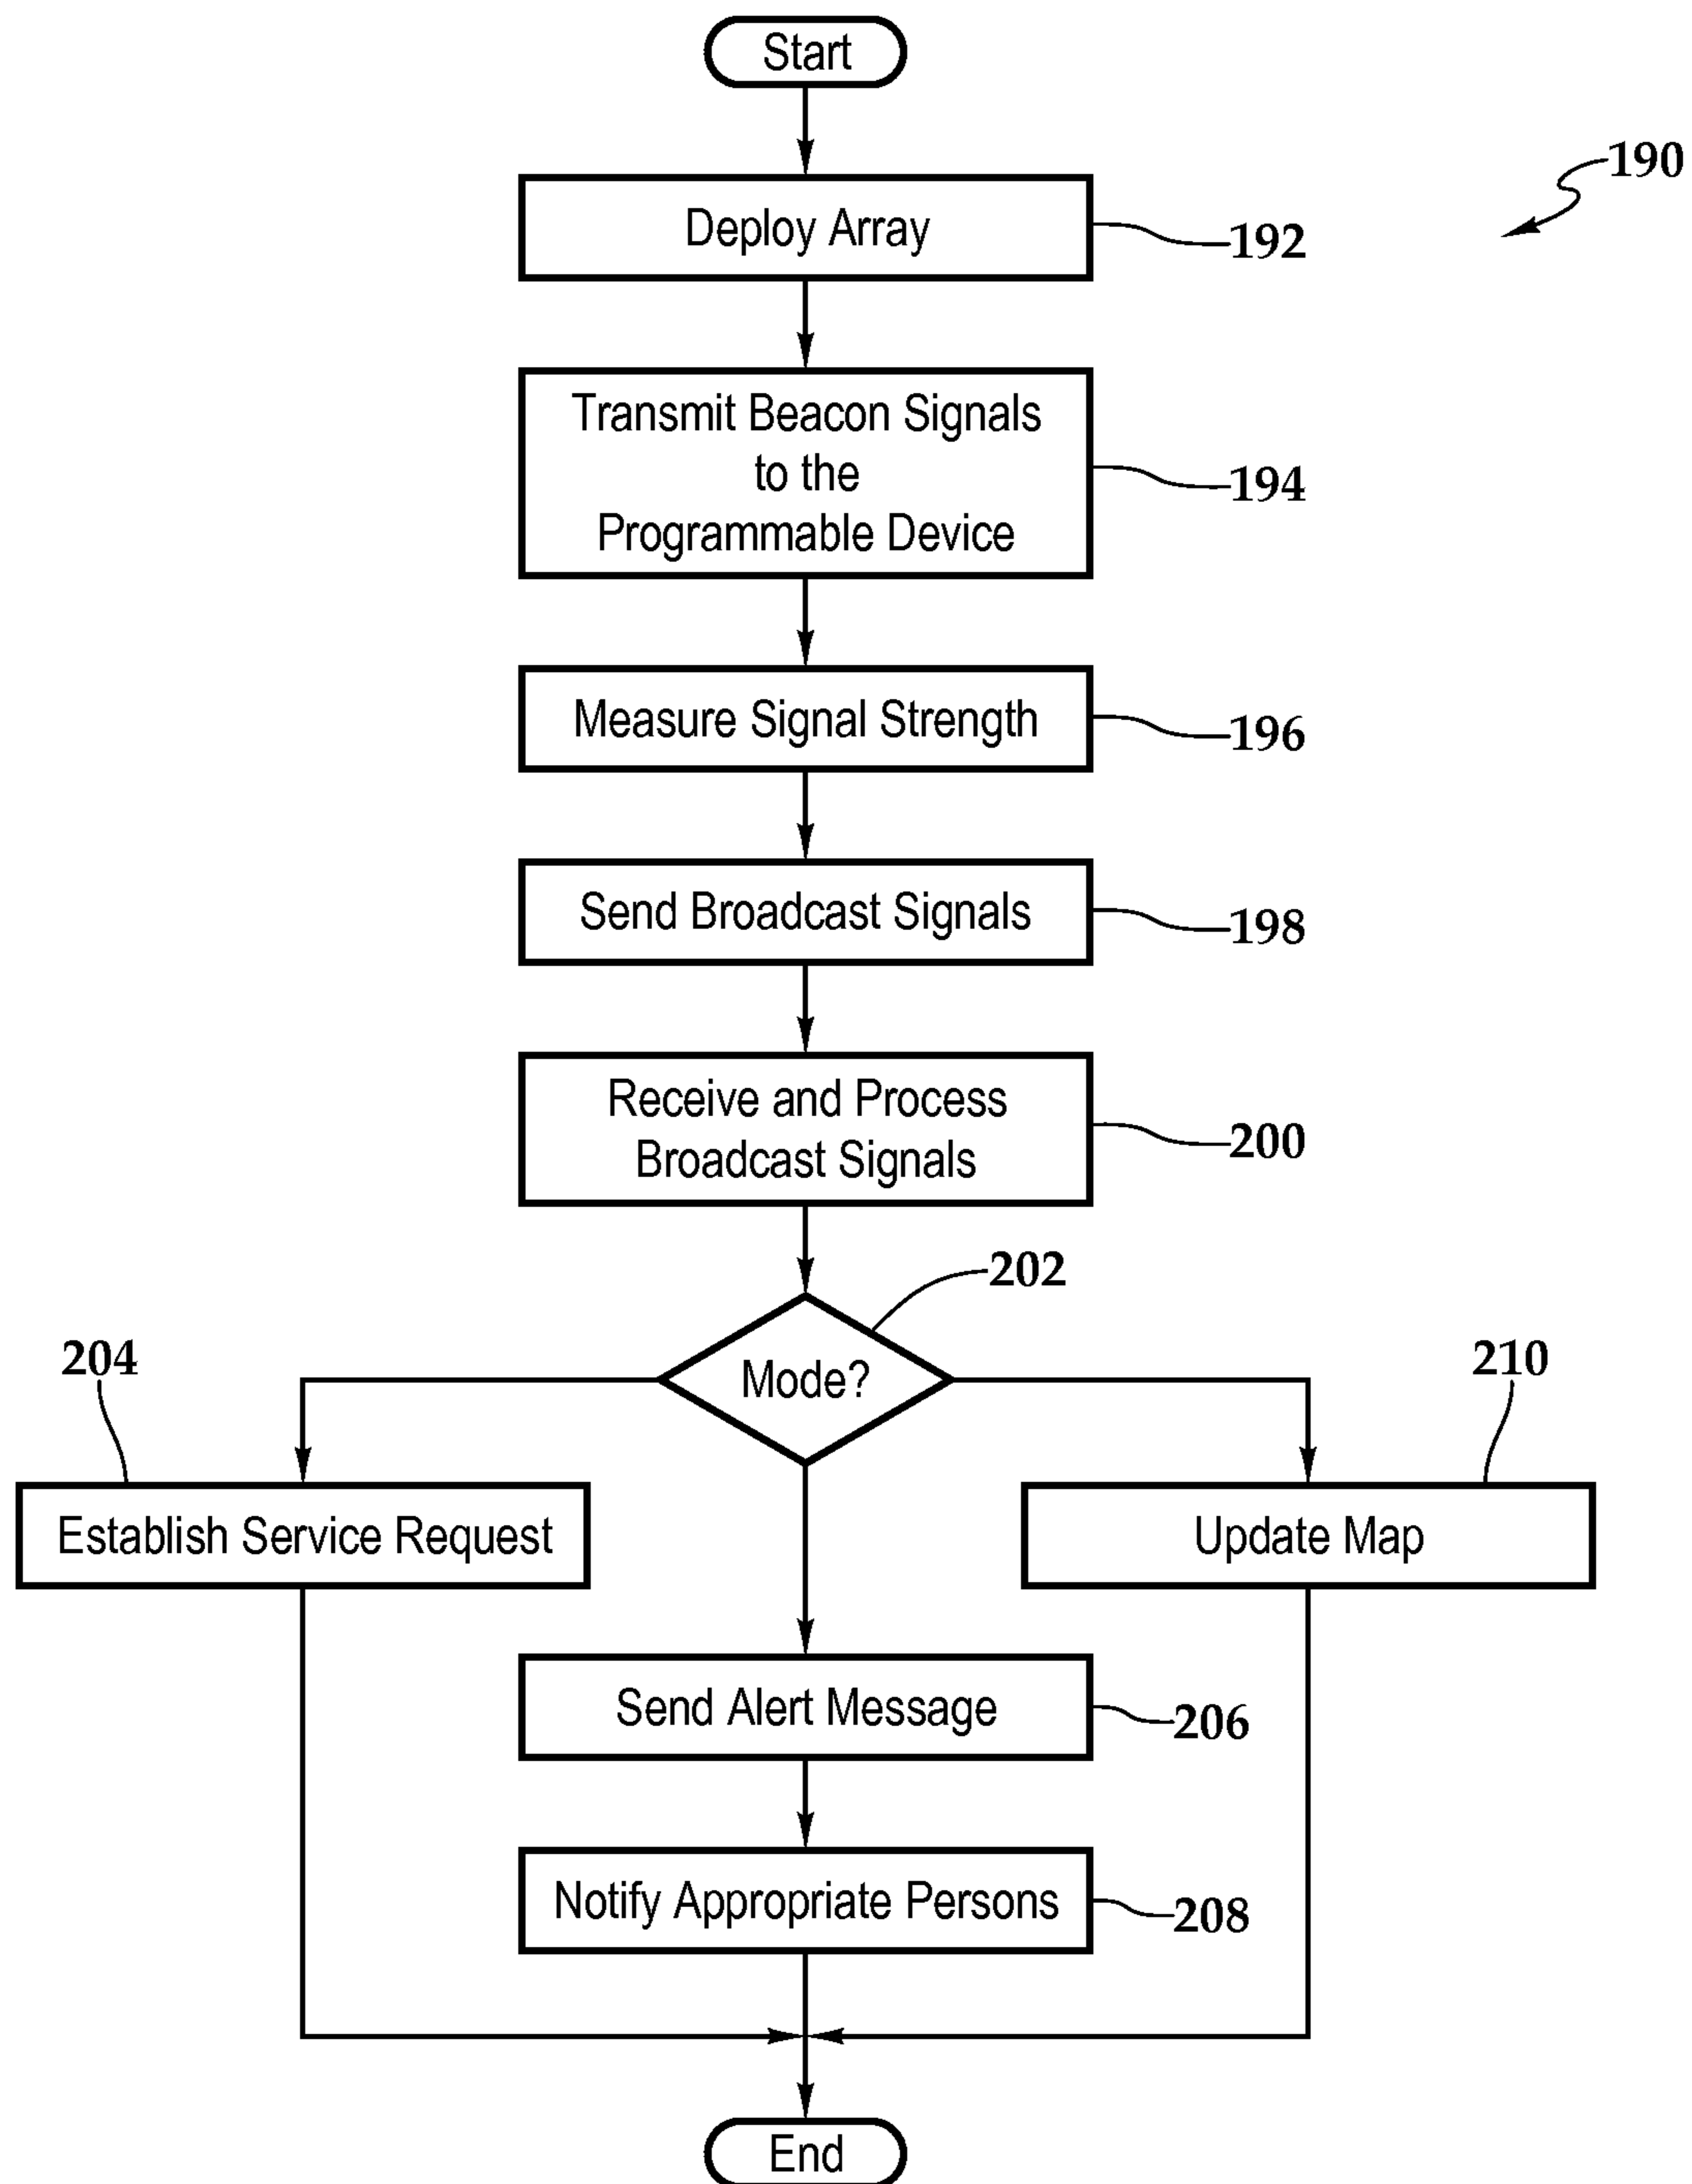 Start
190
Deploy Array
192
Transmit Beacon Signals
to the
Programmable Device
194
Measure Signal Strength
196
Send Broadcast Signals
198
Receive and Process
Broadcast Signals
200
202
Mode?
204
210
Establish Service Request
Update Map
Send Alert Message
206
Notify Appropriate Persons
208
End